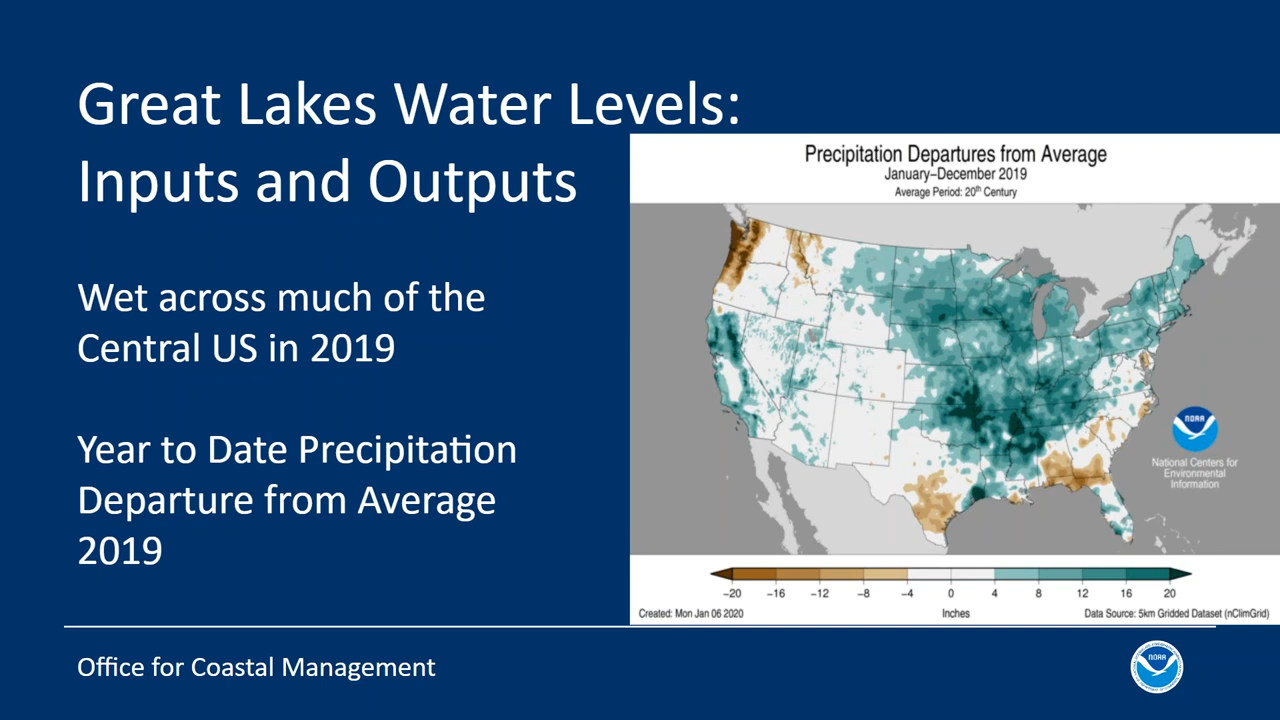 Great Lakes Water Levels:
Inputs and Outputs
Wet across much of the
Central US in 2019
Year to Date Precipitation
Departure from Average
2019
Precipitation Departures from Average
January–December 2019
Average Period: 20th Century
NOAA
National Centers for
Environmental
Information
−20 −16 −12 −8 −4 0 4 8 12 16 20
Created: Mon Jan 06 2020 Inches Data Source: 5km Gridded Dataset (nClimGrid)
Office for Coastal Management
NOAA